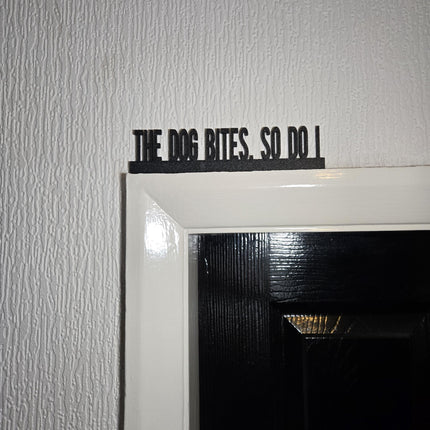 THE DOG BITES, SO DO I